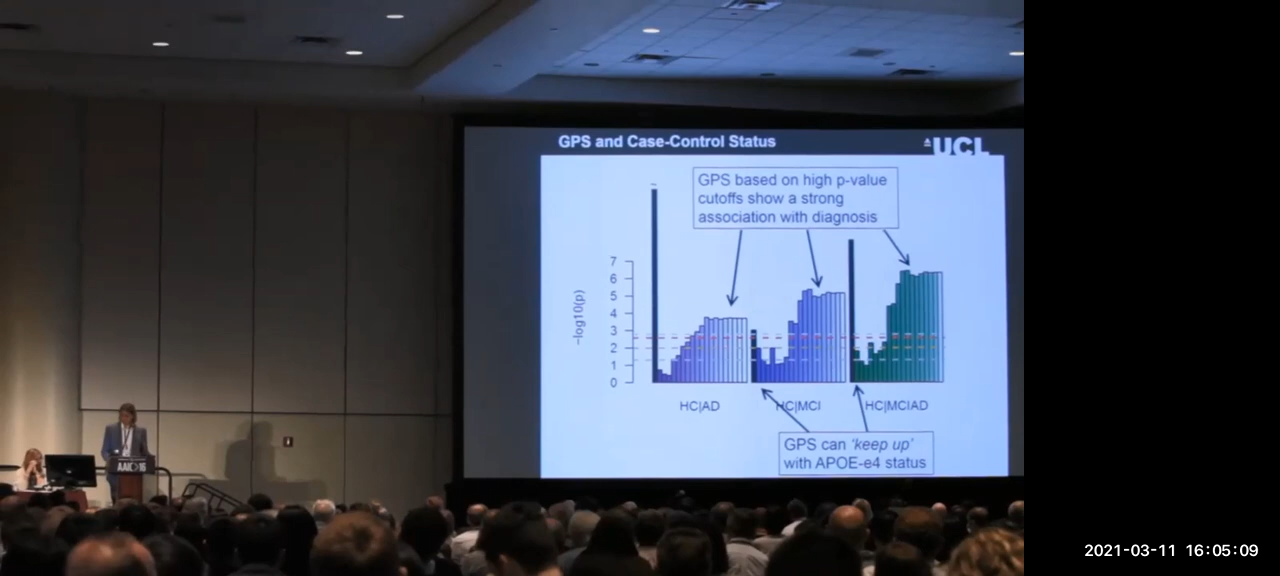 GPS and Case-Control Status
UCL
GPS based on high p-value
cutoffs show a strong
association with diagnosis
7
6
5
4
3
2
1
0
−log10(p)
HC|AD
HC|MCI
HC|MCIAD
GPS can ‘keep up’
with APOE-e4 status
AAIC>16
2021-03-11 16:05:09